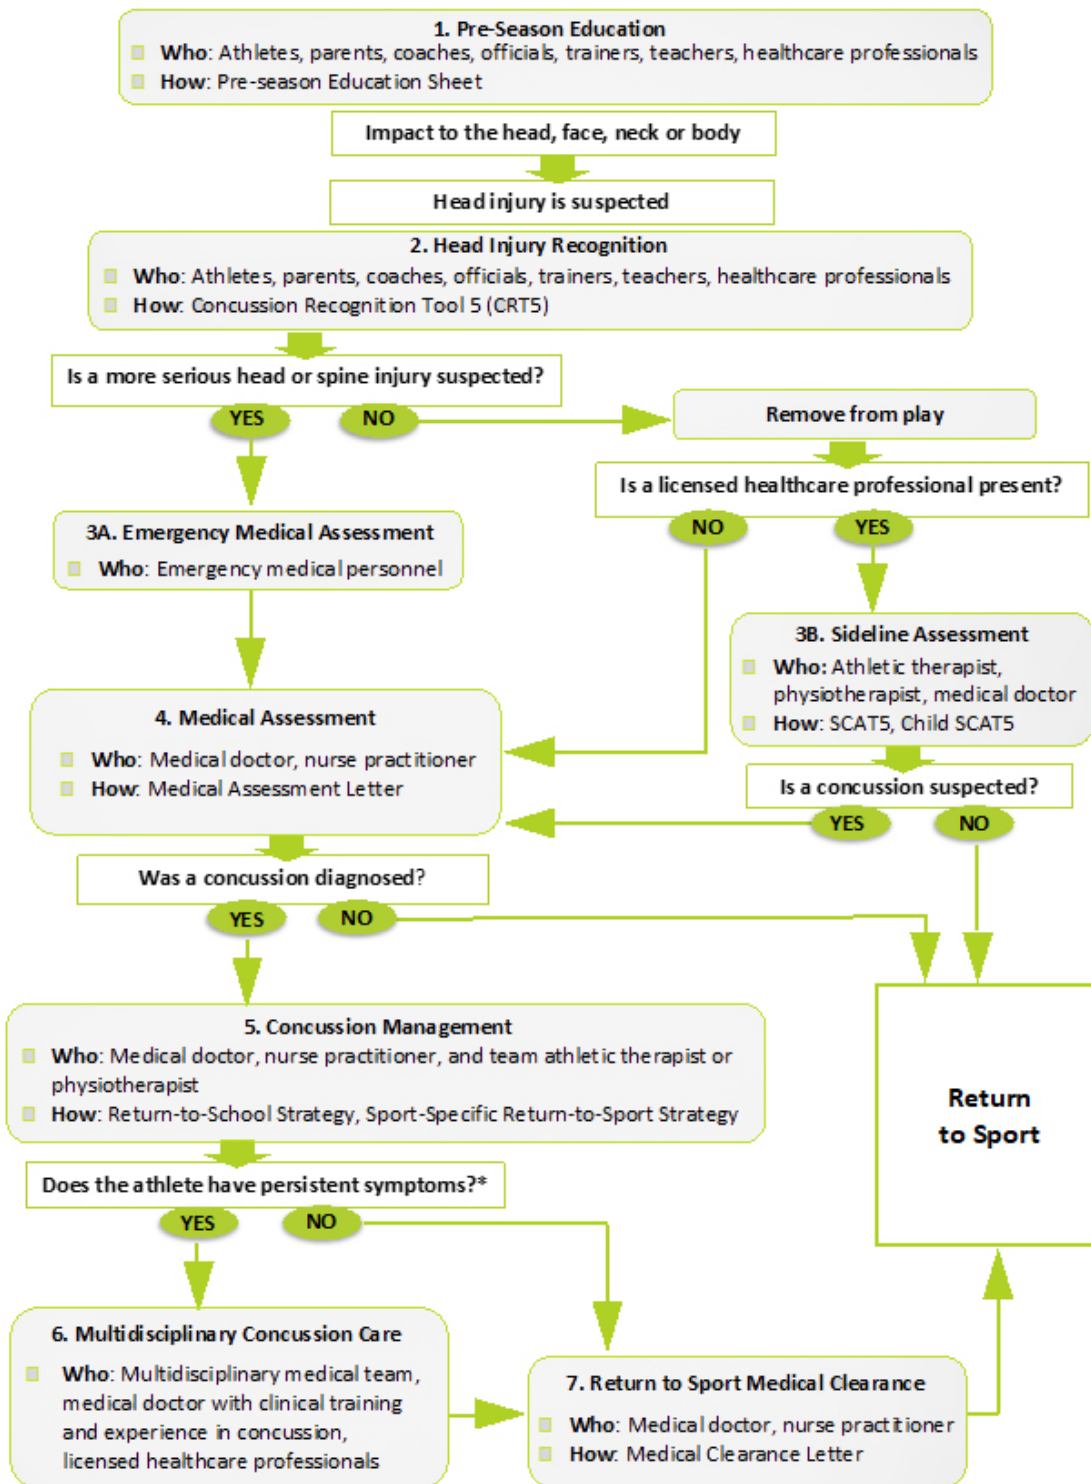 1. Pre-Season Education
Who: Athletes, parents, coaches, officials, trainers, teachers, healthcare professionals
How: Pre-season Education Sheet
Impact to the head, face, neck or body
Head injury is suspected
2. Head Injury Recognition
Who: Athletes, parents, coaches, officials, trainers, teachers, healthcare professionals
How: Concussion Recognition Tool 5 (CRT5)
Is a more serious head or spine injury suspected?
YES
NO
Remove from play
Is a licensed healthcare professional present?
NO
YES
3A. Emergency Medical Assessment
Who: Emergency medical personnel
3B. Sideline Assessment
Who: Athletic therapist,
physiotherapist, medical doctor
How: SCAT5, Child SCAT5
Is a concussion suspected?
YES
NO
4. Medical Assessment
Who: Medical doctor, nurse practitioner
How: Medical Assessment Letter
Was a concussion diagnosed?
YES
NO
5. Concussion Management
Who: Medical doctor, nurse practitioner, and team athletic therapist or
physiotherapist
How: Return-to-School Strategy, Sport-Specific Return-to-Sport Strategy
Return
to Sport
Does the athlete have persistent symptoms?*
YES
NO
6. Multidisciplinary Concussion Care
Who: Multidisciplinary medical team,
medical doctor with clinical training
and experience in concussion,
licensed healthcare professionals
7. Return to Sport Medical Clearance
Who: Medical doctor, nurse practitioner
How: Medical Clearance Letter